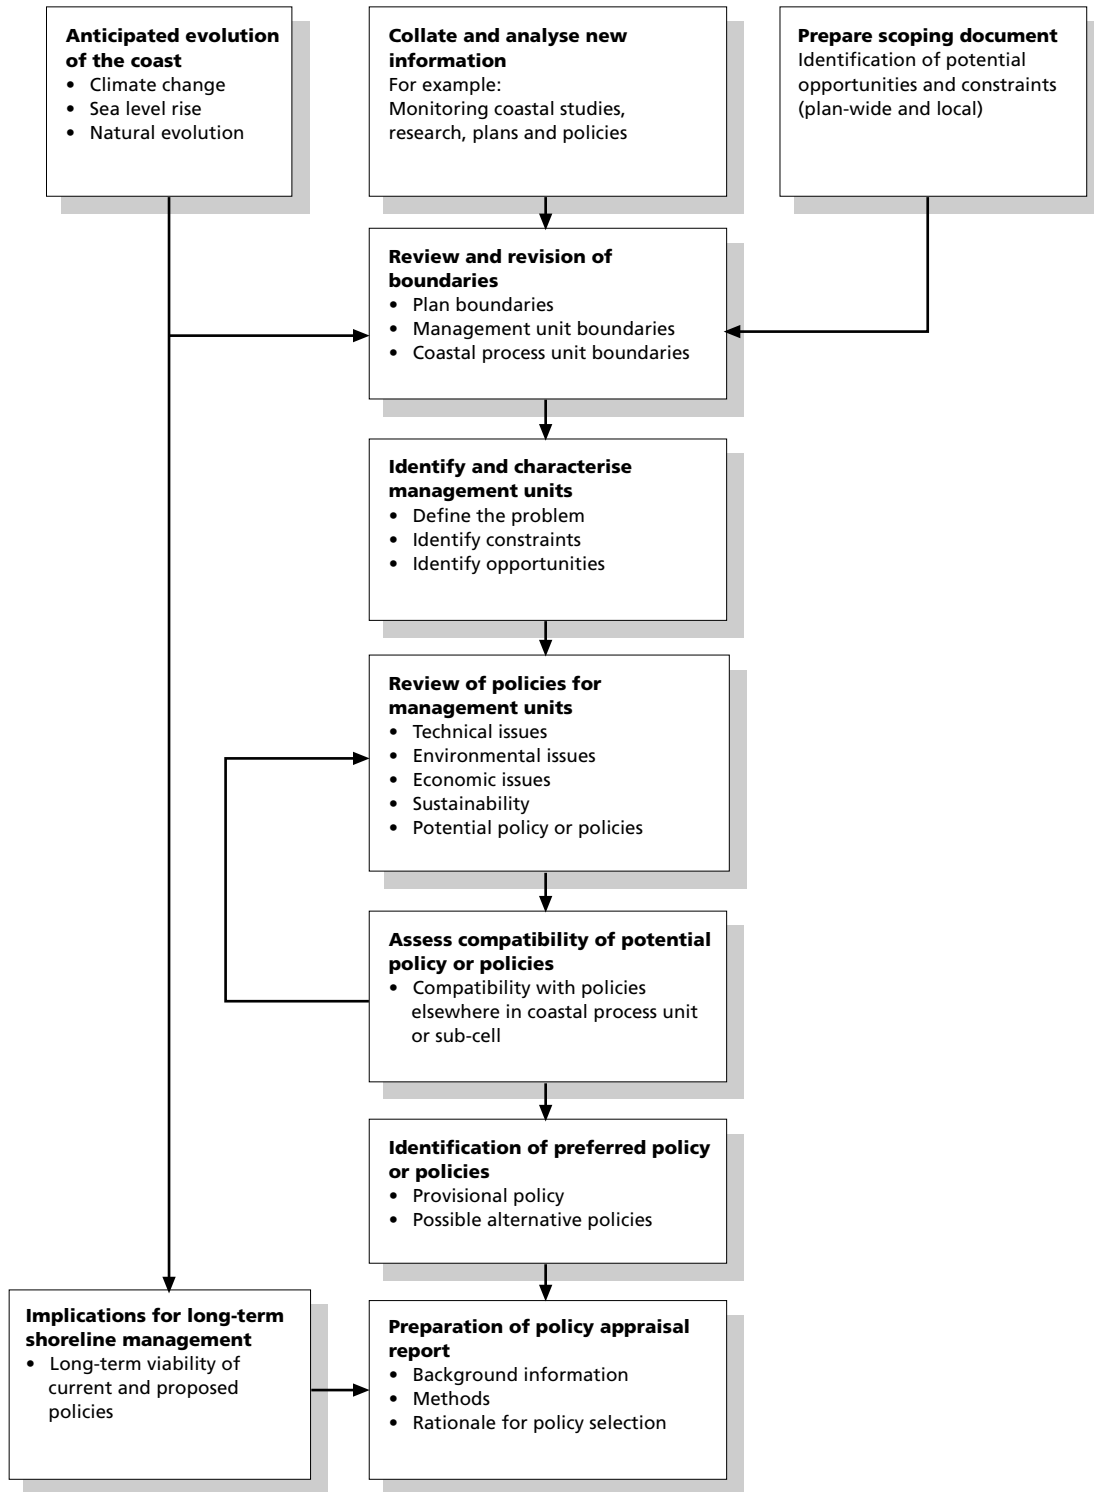 Anticipated evolution
of the coast
• Climate change
• Sea level rise
• Natural evolution
Collate and analyse new
information
For example:
Monitoring coastal studies,
research, plans and policies
Prepare scoping document
Identification of potential
opportunities and constraints
(plan-wide and local)
Review and revision of
boundaries
• Plan boundaries
• Management unit boundaries
• Coastal process unit boundaries
Identify and characterise
management units
• Define the problem
• Identify constraints
• Identify opportunities
Review of policies for
management units
• Technical issues
• Environmental issues
• Economic issues
• Sustainability
• Potential policy or policies
Assess compatibility of potential
policy or policies
• Compatibility with policies
elsewhere in coastal process unit
or sub-cell
Identification of preferred policy
or policies
• Provisional policy
• Possible alternative policies
Implications for long-term
shoreline management
• Long-term viability of
current and proposed
policies
Preparation of policy appraisal
report
• Background information
• Methods
• Rationale for policy selection